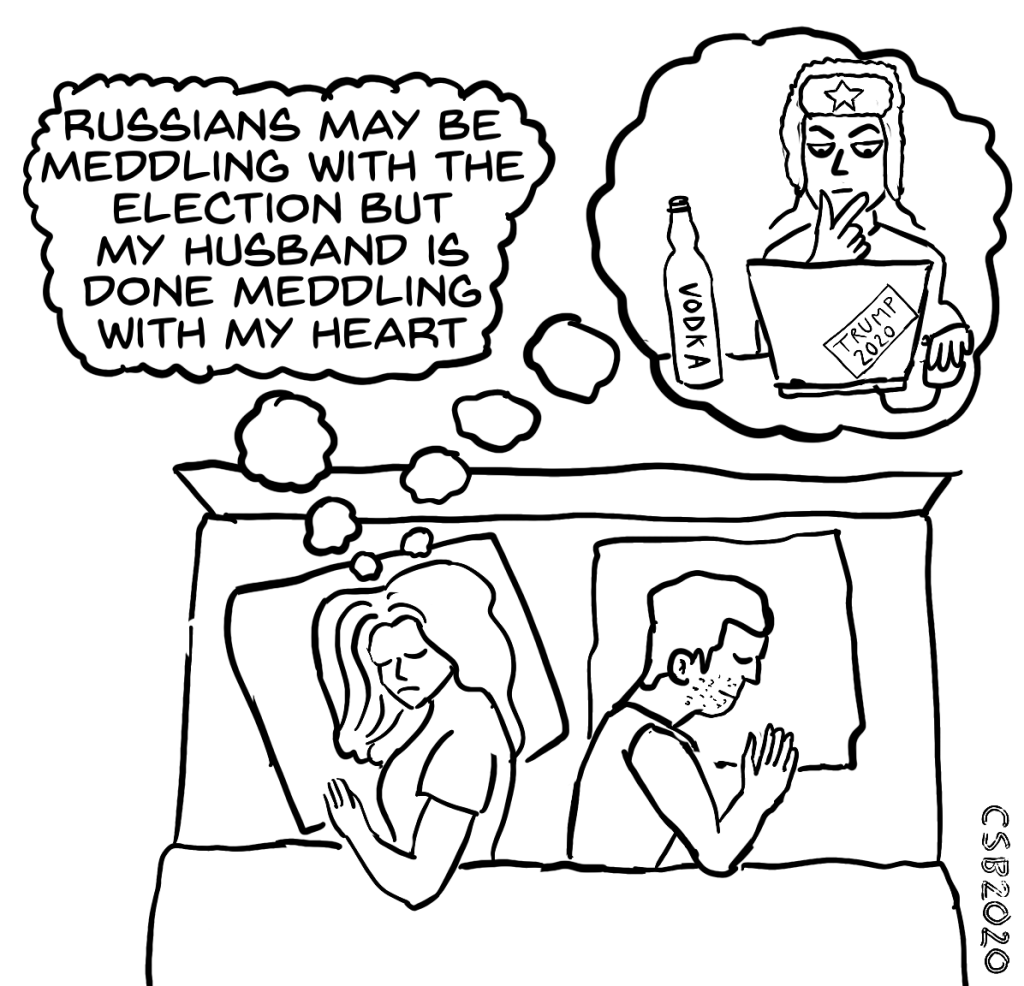 RUSSIANS MAY BE
MEDDLING WITH THE
ELECTION BUT
MY HUSBAND IS
DONE MEDDLING
WITH MY HEART
VODKA
TRUMP
2020
CSB2020